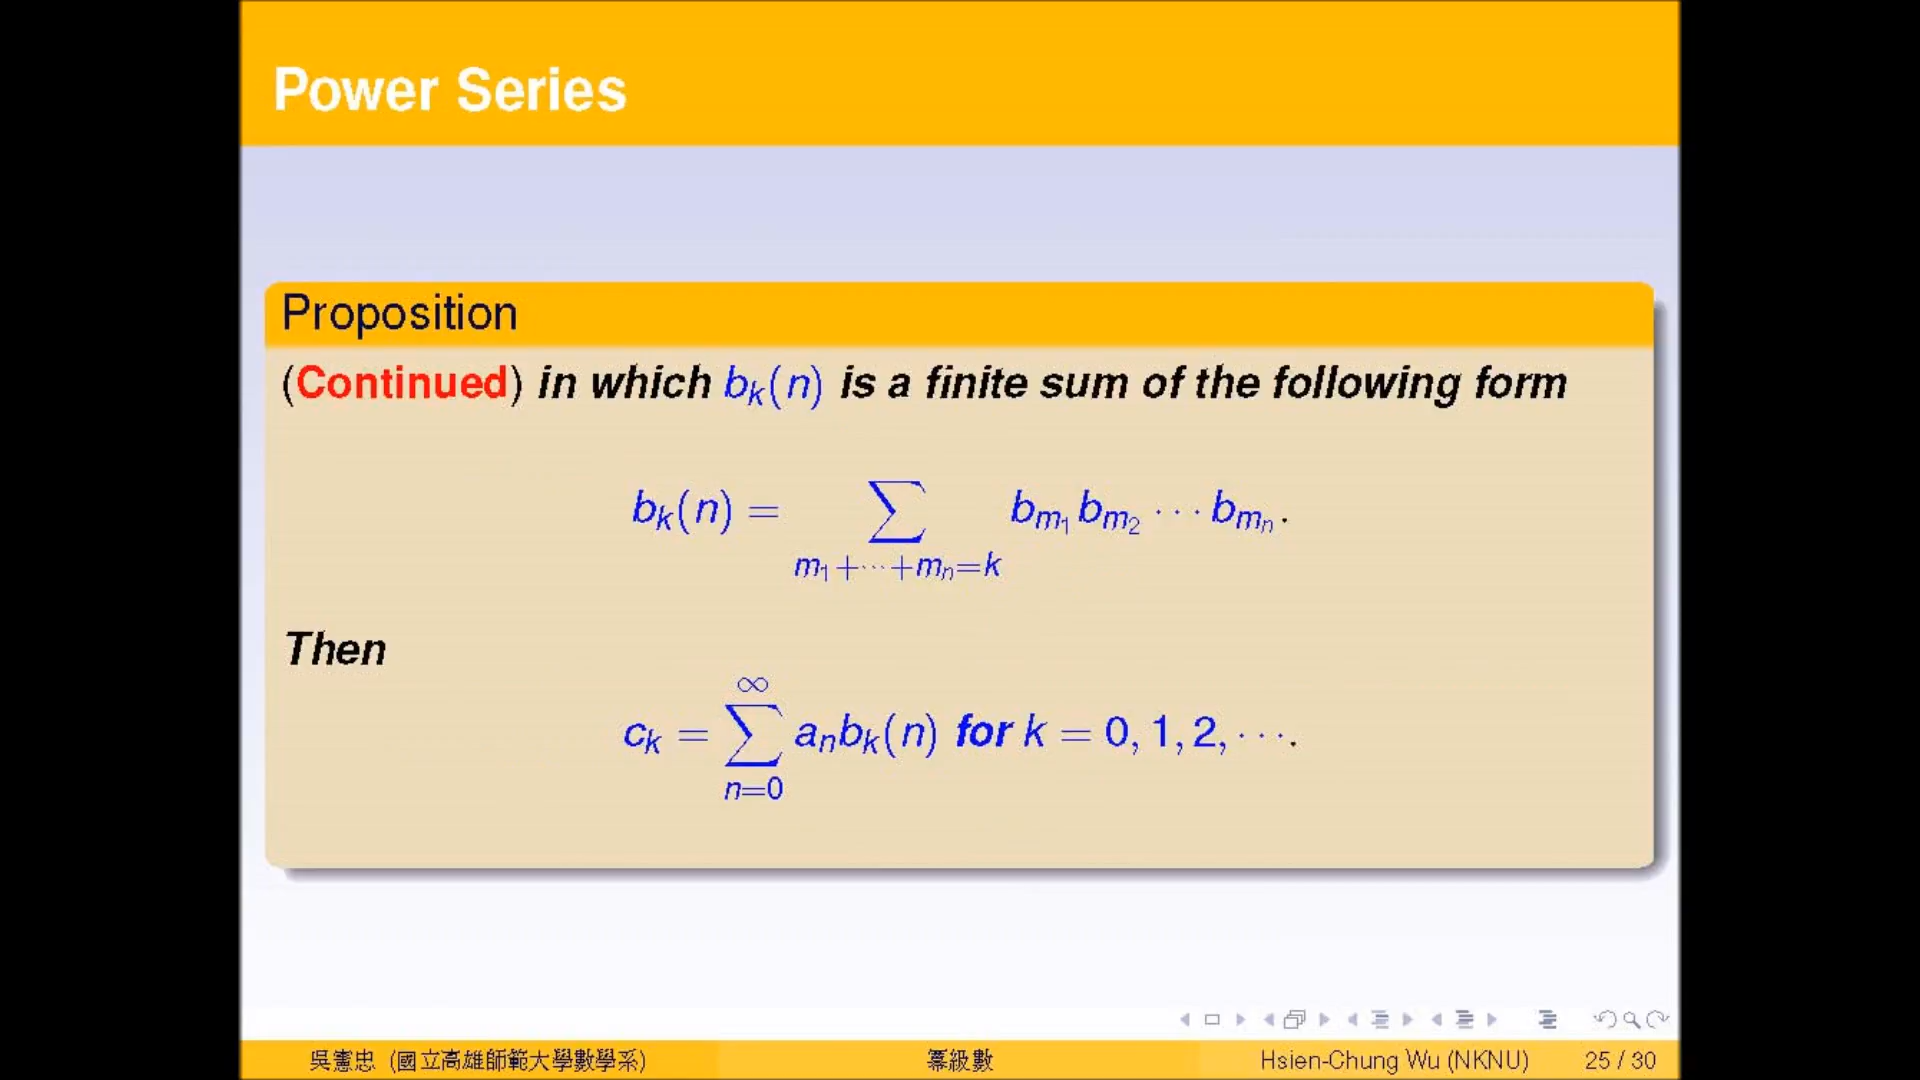 Power Series
Proposition
(Continued) in which b_k(n) is a finite sum of the following form
b_k(n) = ∑_{m_1+⋯+m_n=k} b_{m_1} b_{m_2} ⋯ b_{m_n}.
Then
c_k = ∑_{n=0}^{∞} a_n b_k(n) for k = 0, 1, 2, ⋯.
吳憲忠 (國立高雄師範大學數學系) 冪級數 Hsien-Chung Wu (NKNU) 25 / 30